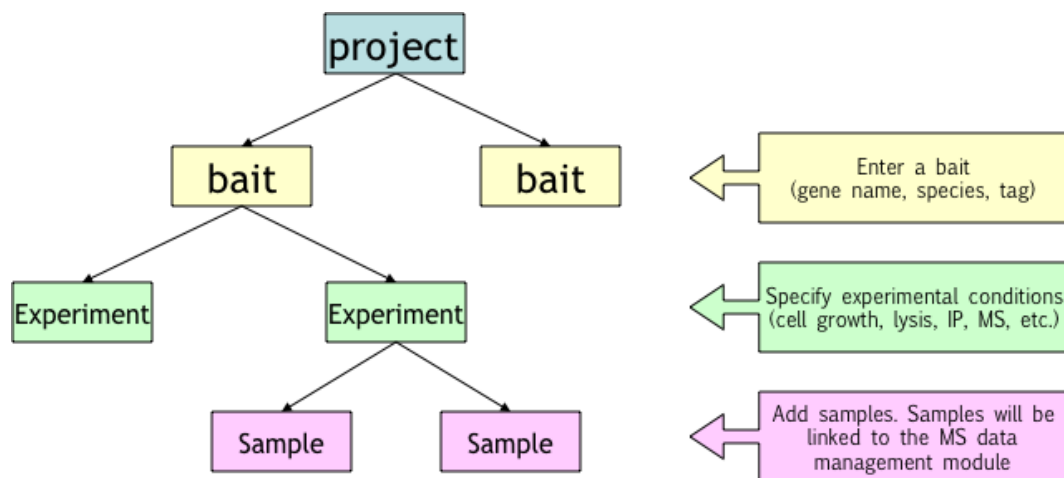 project
bait
bait
Enter a bait
(gene name, species, tag)
Experiment
Experiment
Specify experimental conditions
(cell growth, lysis, IP, MS, etc.)
Sample
Sample
Add samples. Samples will be
linked to the MS data
management module